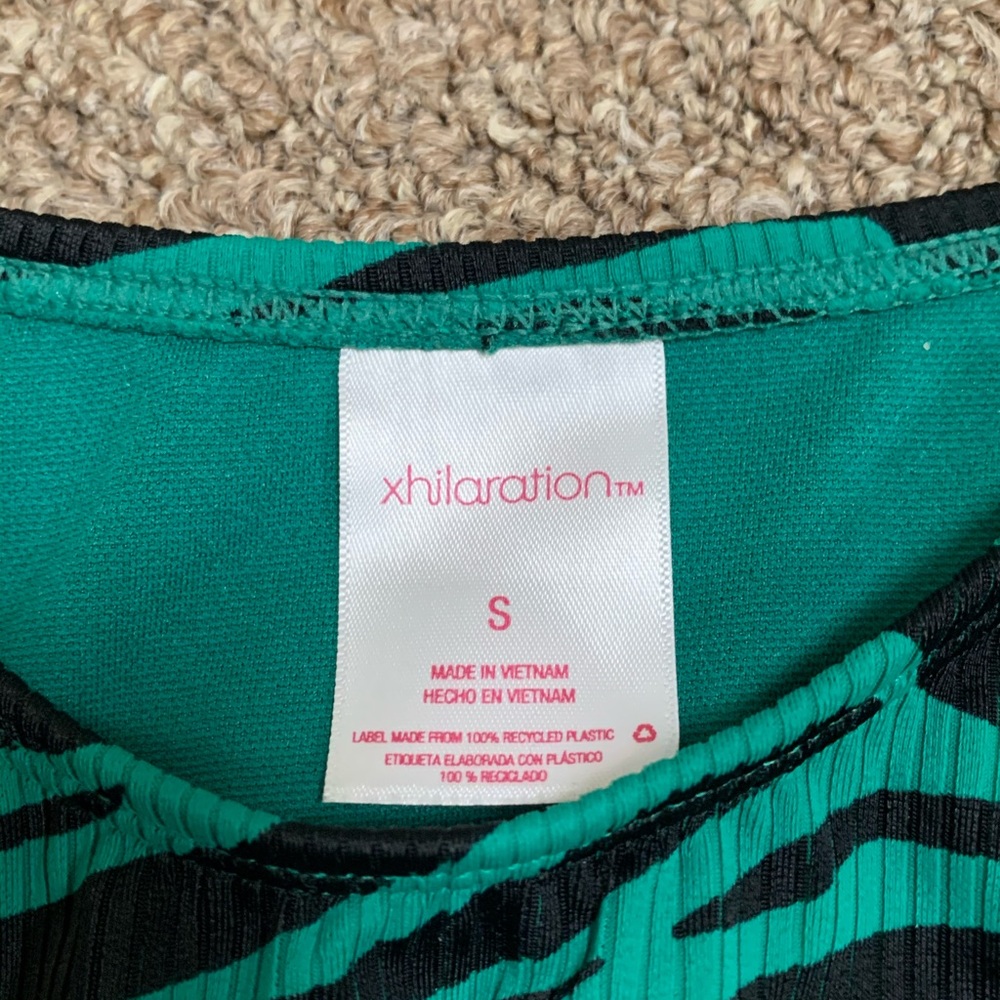 xhilaration™
S
MADE IN VIETNAM
HECHO EN VIETNAM
LABEL MADE FROM 100% RECYCLED PLASTIC
ETIQUETA ELABORADA CON PLÁSTICO
100 % RECICLADO